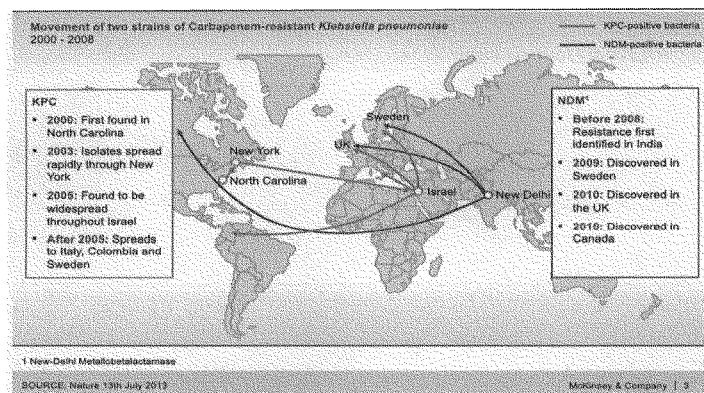 Movement of two strains of Carbapenem-resistant Klebsiella pneumoniae
2000 - 2008
KPC-positive bacteria
NDM-positive bacteria
KPC
• 2000: First found in
North Carolina
• 2003: Isolates spread
rapidly through New
York
• 2005: Found to be
widespread
throughout Israel
• After 2005: Spreads
to Italy, Colombia and
Sweden
Sweden
UK
New York
North Carolina
Israel
New Delhi
NDM¹
• Before 2008:
Resistance first
identified in India
• 2009: Discovered in
Sweden
• 2010: Discovered in
the UK
• 2010: Discovered in
Canada
1 New-Delhi Metallobetalactamase
SOURCE: Nature 13th July 2013
McKinsey & Company | 3